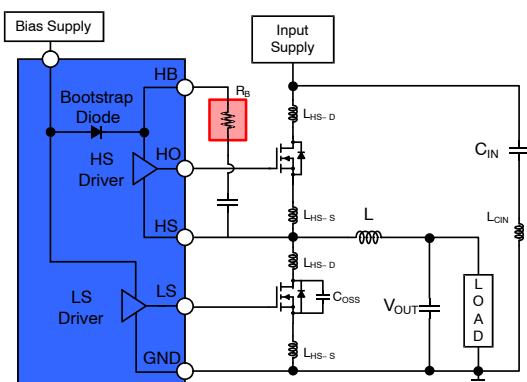 Bias Supply
Input
Supply
HB
R_B
Bootstrap
Diode
L_HS-D
HO
HS
Driver
C_IN
L_HS-S
L
L_CIN
HS
L_HS-D
LS
LS
Driver
C_OSS
V_OUT
LOAD
GND
L_HS-S